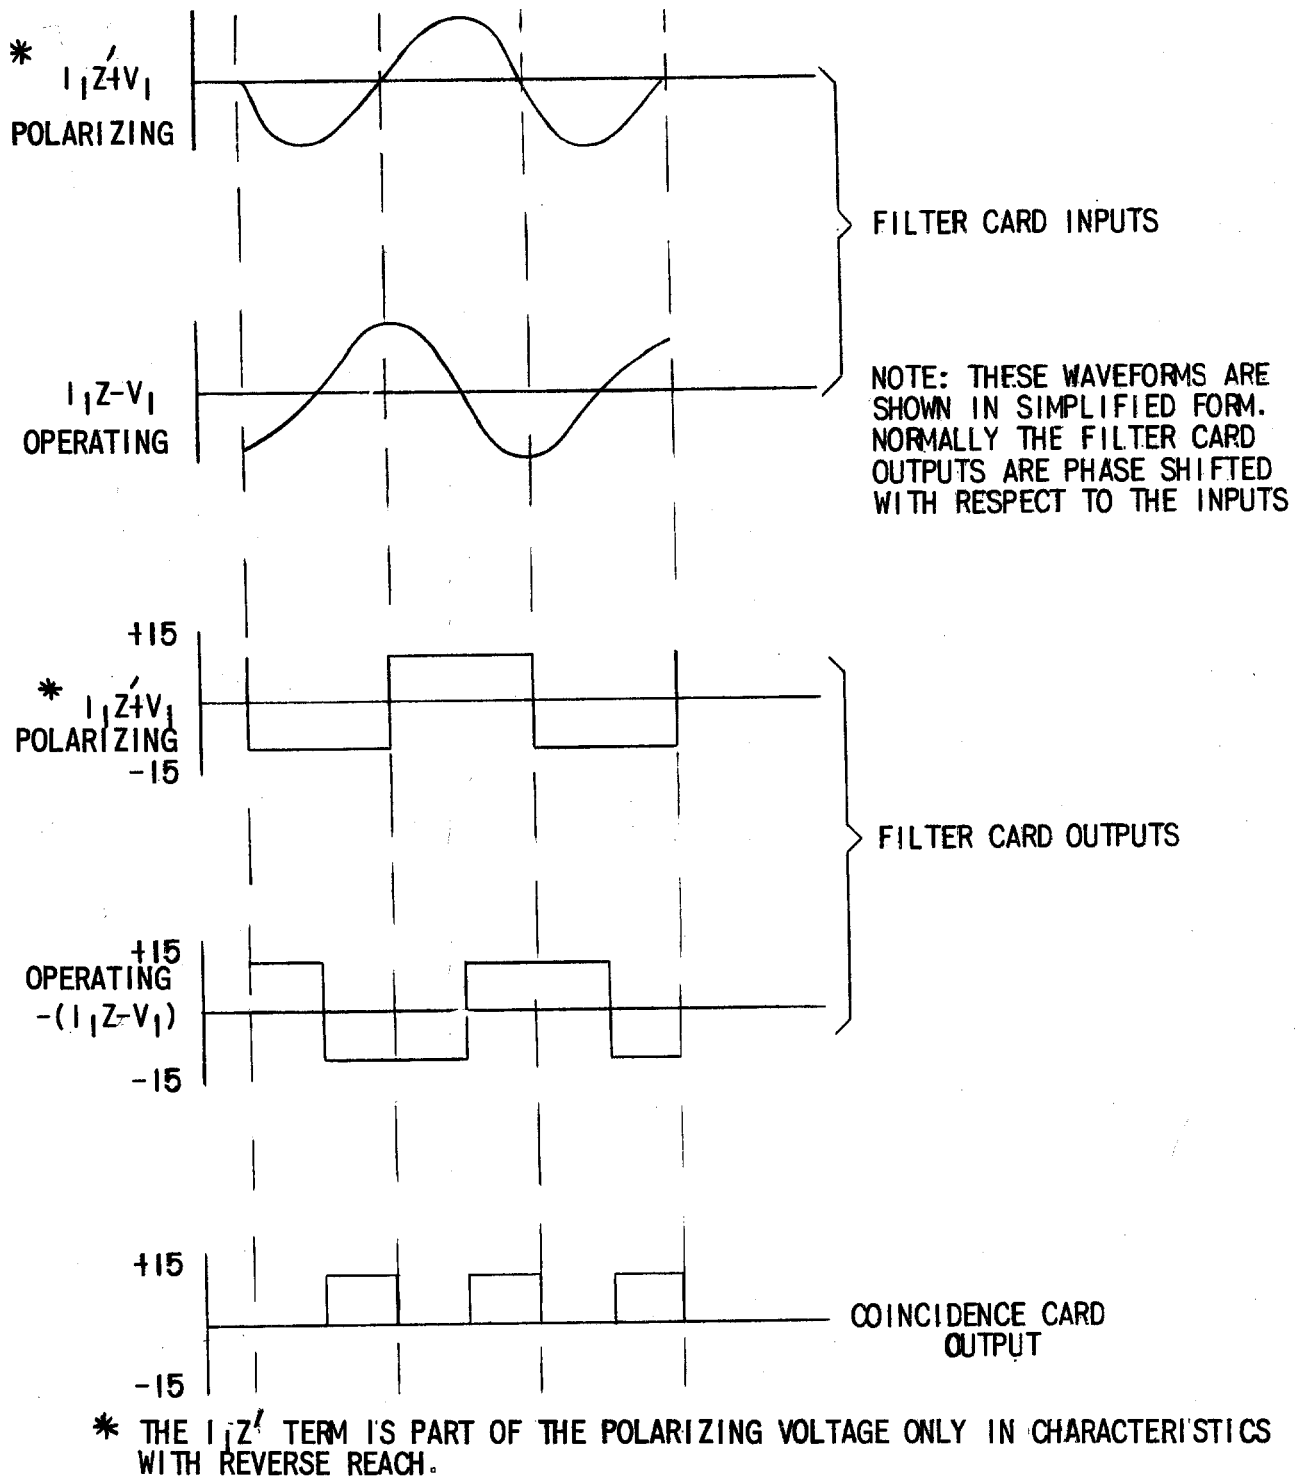 * I₁Z′+V₁
POLARIZING
FILTER CARD INPUTS
I₁Z-V₁
OPERATING
NOTE: THESE WAVEFORMS ARE
SHOWN IN SIMPLIFIED FORM.
NORMALLY THE FILTER CARD
OUTPUTS ARE PHASE SHIFTED
WITH RESPECT TO THE INPUTS
+15
* I₁Z′+V₁
POLARIZING
-15
FILTER CARD OUTPUTS
+15
OPERATING
-(I₁Z-V₁)
-15
+15
COINCIDENCE CARD
OUTPUT
-15
* THE I₁Z′ TERM IS PART OF THE POLARIZING VOLTAGE ONLY IN CHARACTERISTICS
WITH REVERSE REACH.